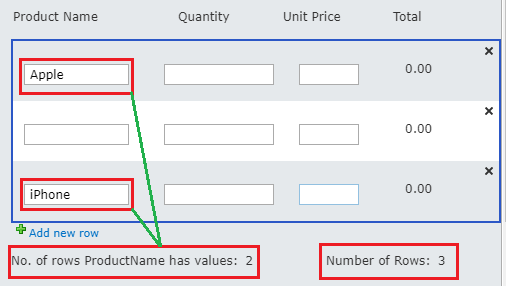 Product Name Quantity Unit Price Total
Apple 0.00
0.00
iPhone 0.00
Add new row
No. of rows ProductName has values: 2 Number of Rows: 3